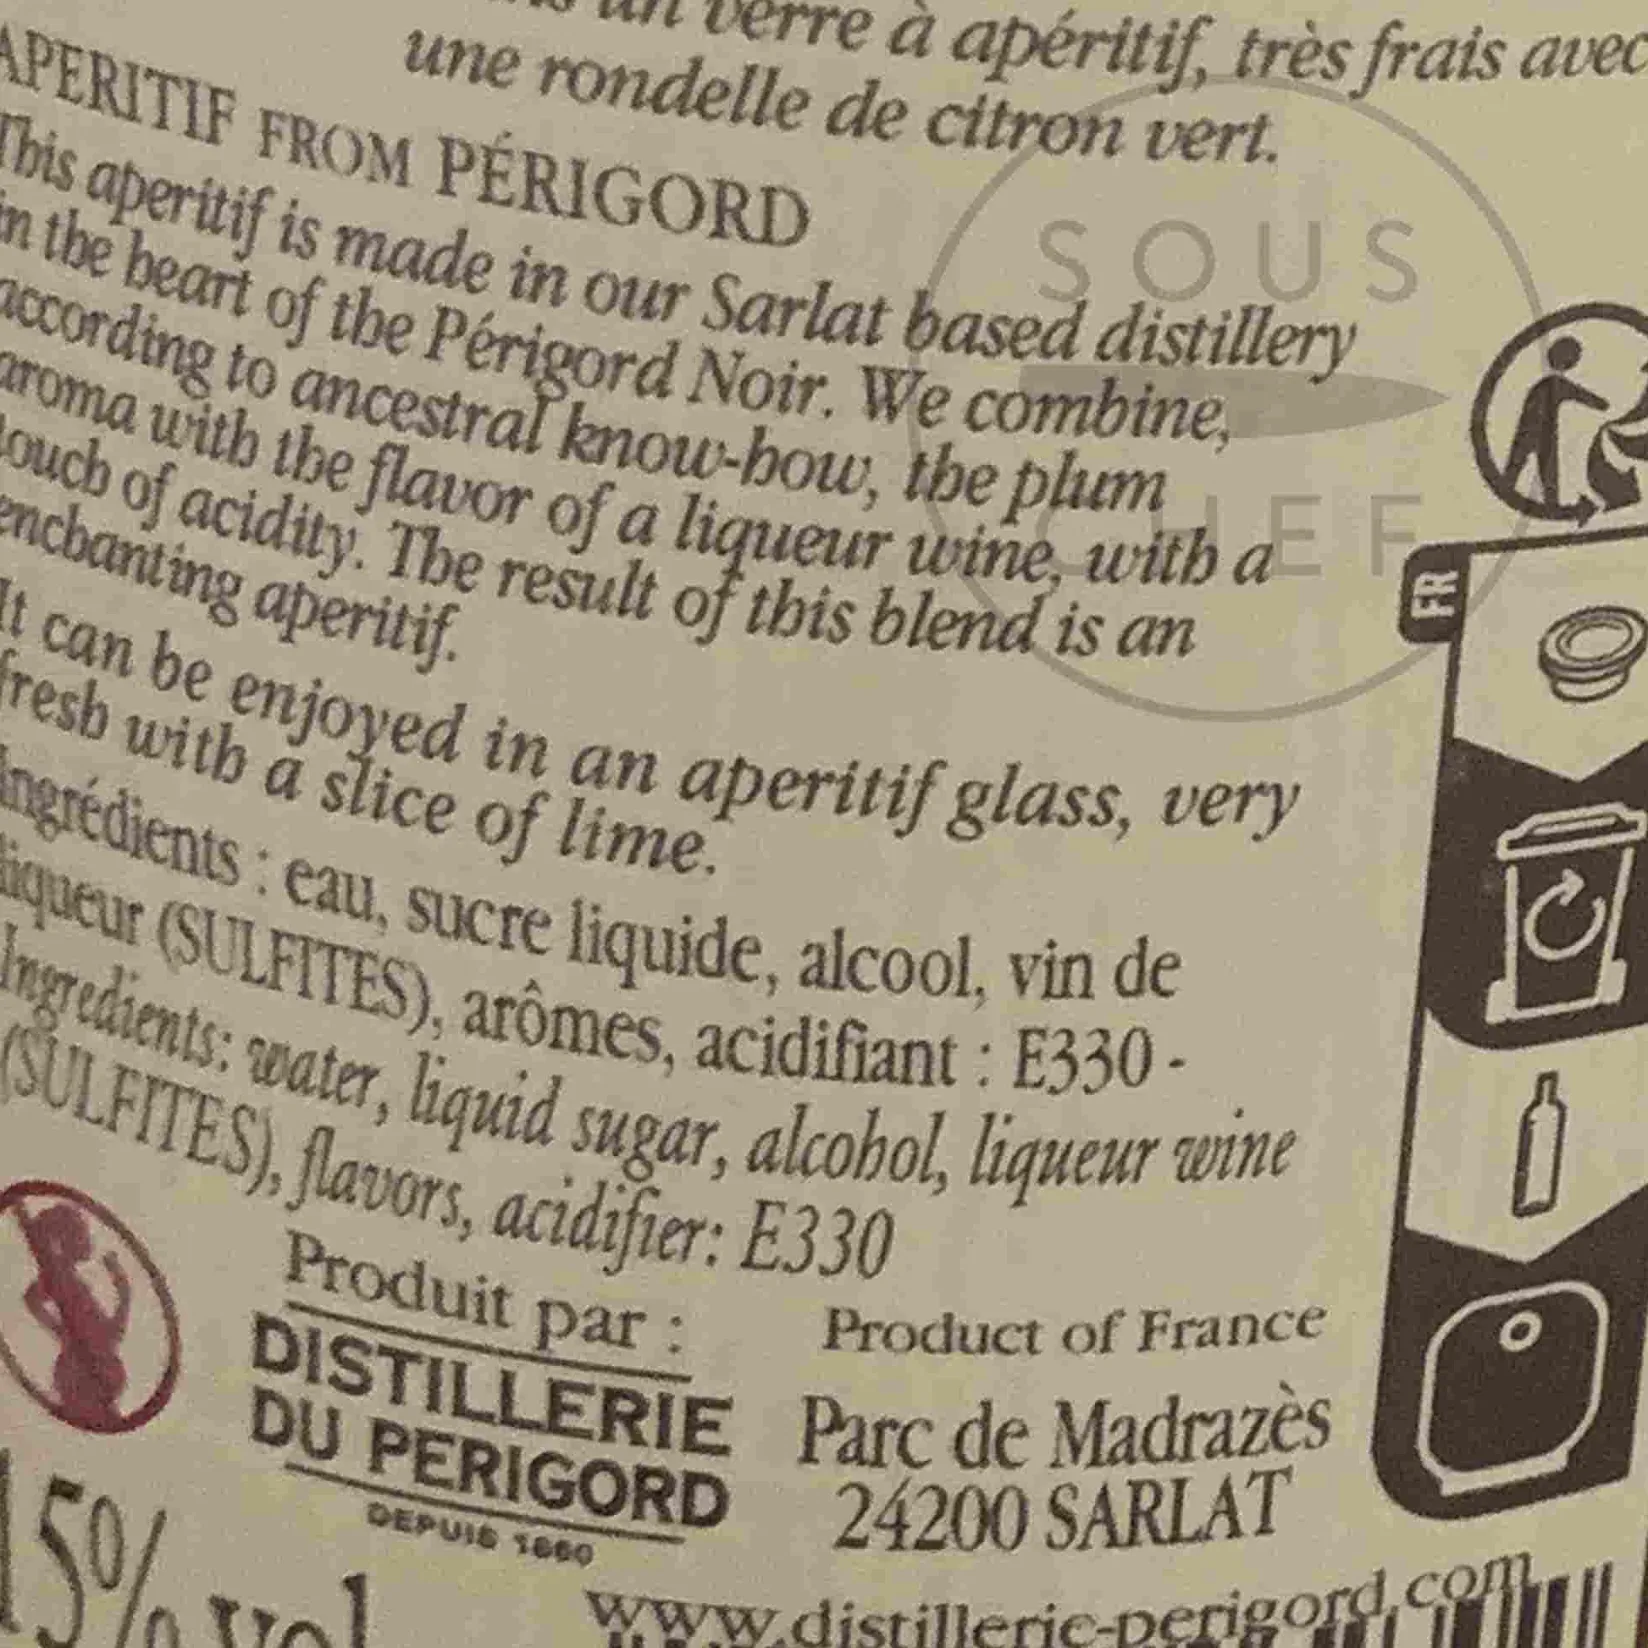 un verre à apéritif, très frais avec
une rondelle de citron vert.
APERITIF FROM PÉRIGORD
This aperitif is made in our Sarlat based distillery
in the heart of the Périgord Noir. We combine,
according to ancestral know-how, the plum
aroma with the flavor of a liqueur wine, with a
touch of acidity. The result of this blend is an
enchanting aperitif.
It can be enjoyed in an aperitif glass, very
fresh with a slice of lime.
Ingrédients : eau, sucre liquide, alcool, vin de
liqueur (SULFITES), arômes, acidifiant : E330 -
Ingredients: water, liquid sugar, alcohol, liqueur wine
(SULFITES), flavors, acidifier: E330
Produit par :
DISTILLERIE
DU PERIGORD
DEPUIS 1860
Product of France
Parc de Madrazès
24200 SARLAT
www.distillerie-perigord.com
15% vol
FR
SOUS
CHEF